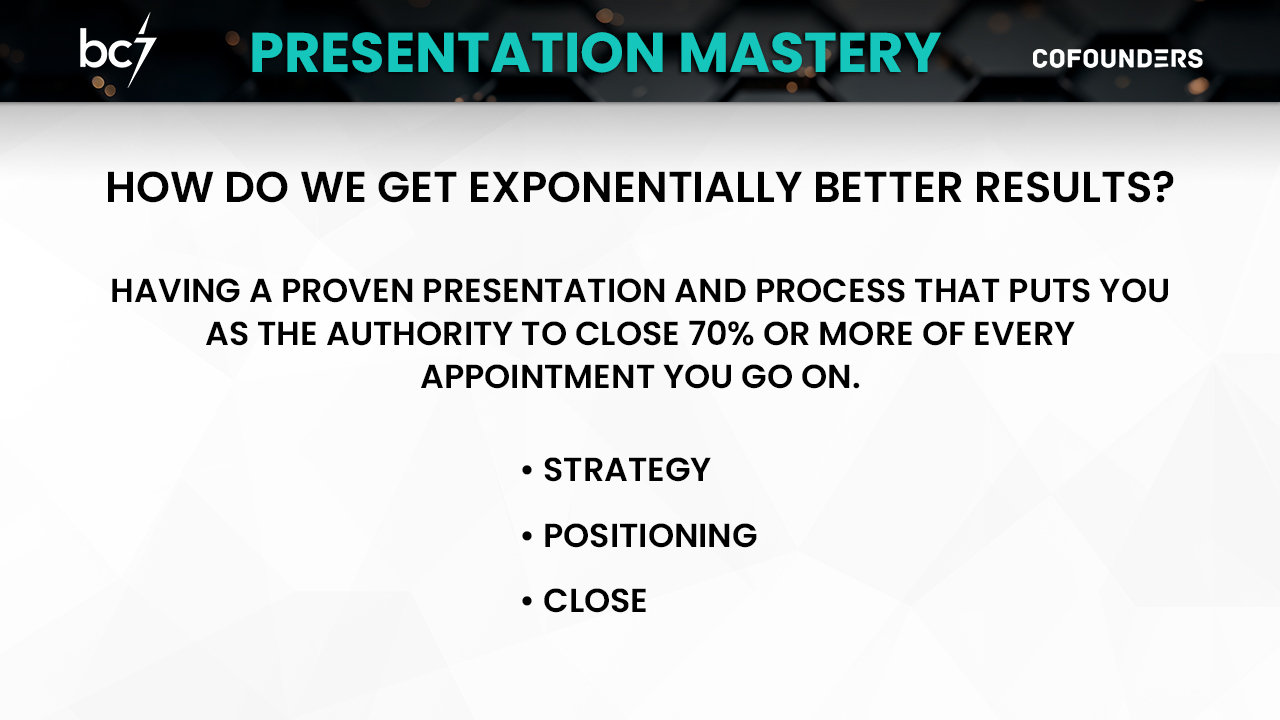 bc7
PRESENTATION MASTERY
COFOUNDERS
HOW DO WE GET EXPONENTIALLY BETTER RESULTS?
HAVING A PROVEN PRESENTATION AND PROCESS THAT PUTS YOU
AS THE AUTHORITY TO CLOSE 70% OR MORE OF EVERY
APPOINTMENT YOU GO ON.
• STRATEGY
• POSITIONING
• CLOSE